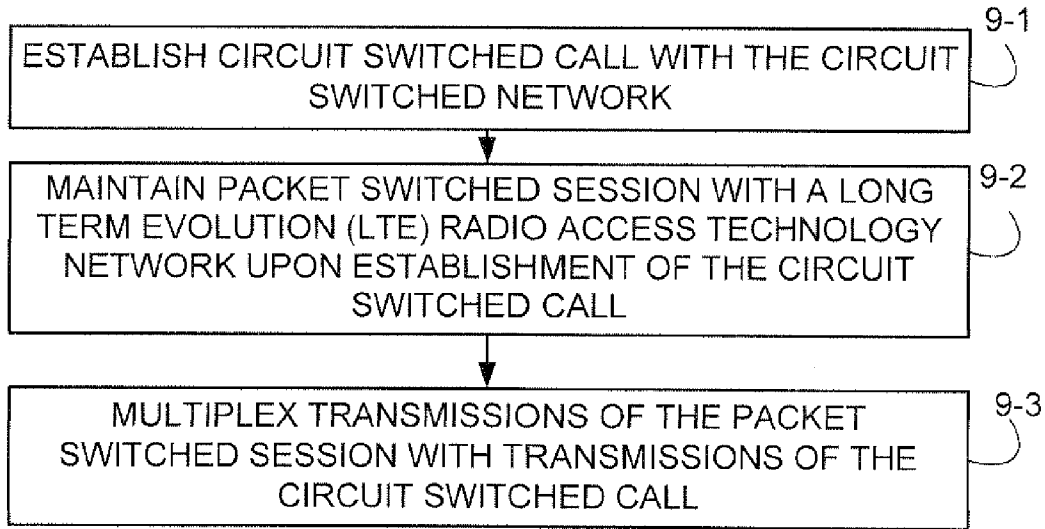 9-1
ESTABLISH CIRCUIT SWITCHED CALL WITH THE CIRCUIT
SWITCHED NETWORK
9-2
MAINTAIN PACKET SWITCHED SESSION WITH A LONG
TERM EVOLUTION (LTE) RADIO ACCESS TECHNOLOGY
NETWORK UPON ESTABLISHMENT OF THE CIRCUIT
SWITCHED CALL
9-3
MULTIPLEX TRANSMISSIONS OF THE PACKET
SWITCHED SESSION WITH TRANSMISSIONS OF THE
CIRCUIT SWITCHED CALL